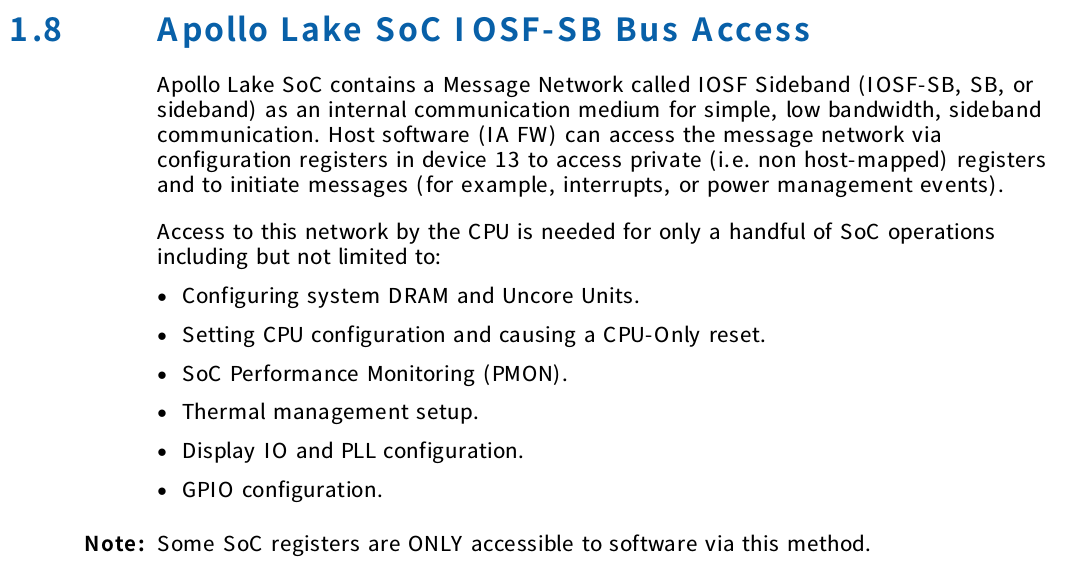 1.8 Apollo Lake SoC IOSF-SB Bus Access
Apollo Lake SoC contains a Message Network called IOSF Sideband (IOSF-SB, SB, or
sideband) as an internal communication medium for simple, low bandwidth, sideband
communication. Host software (IA FW) can access the message network via
configuration registers in device 13 to access private (i.e. non host-mapped) registers
and to initiate messages (for example, interrupts, or power management events).
Access to this network by the CPU is needed for only a handful of SoC operations
including but not limited to:
• Configuring system DRAM and Uncore Units.
• Setting CPU configuration and causing a CPU-Only reset.
• SoC Performance Monitoring (PMON).
• Thermal management setup.
• Display IO and PLL configuration.
• GPIO configuration.
Note: Some SoC registers are ONLY accessible to software via this method.